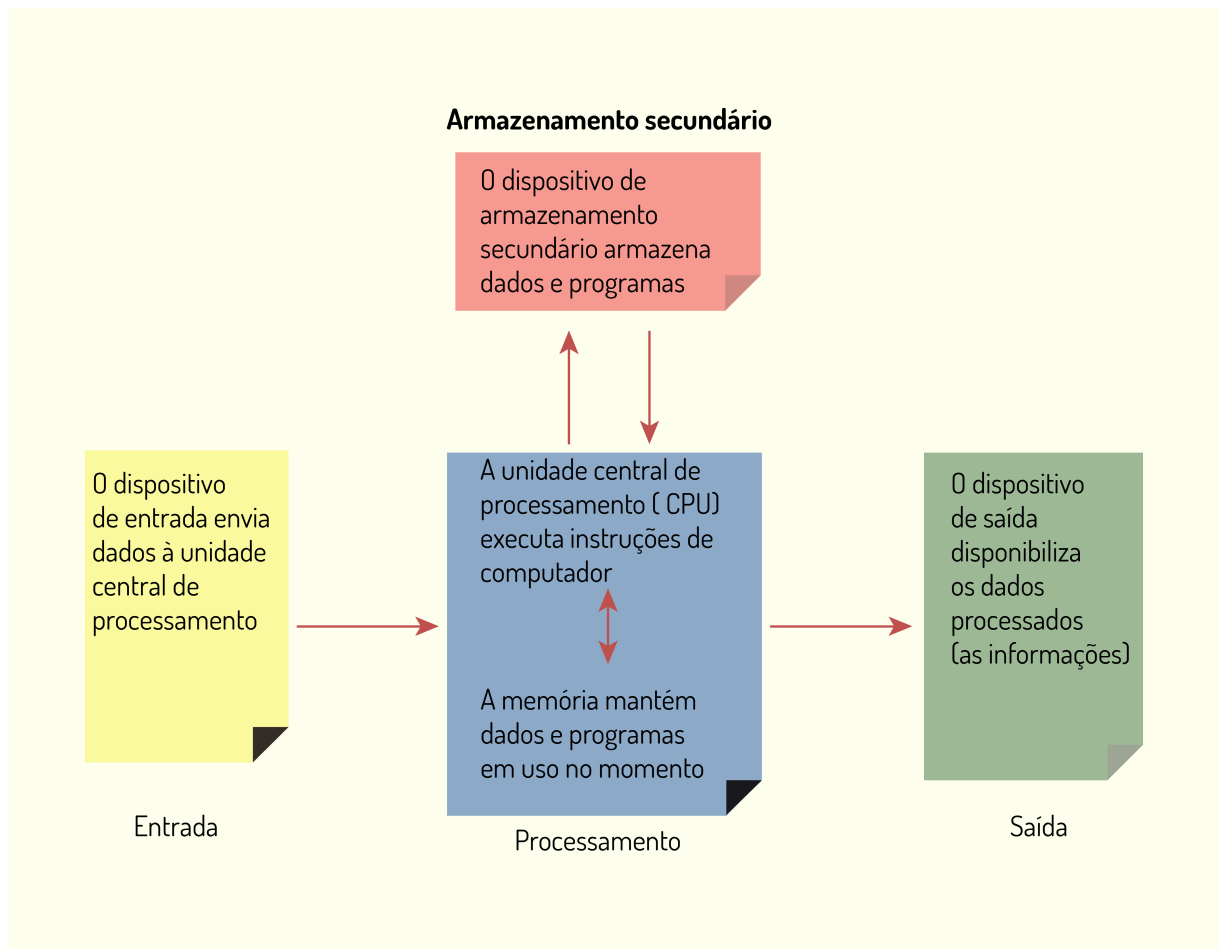 Armazenamento secundário
O dispositivo de
armazenamento
secundário armazena
dados e programas
O dispositivo
de entrada envia
dados à unidade
central de
processamento
Entrada
A unidade central de
processamento ( CPU)
executa instruções de
computador
A memória mantém
dados e programas
em uso no momento
Processamento
O dispositivo
de saída
disponibiliza
os dados
processados
(as informações)
Saída